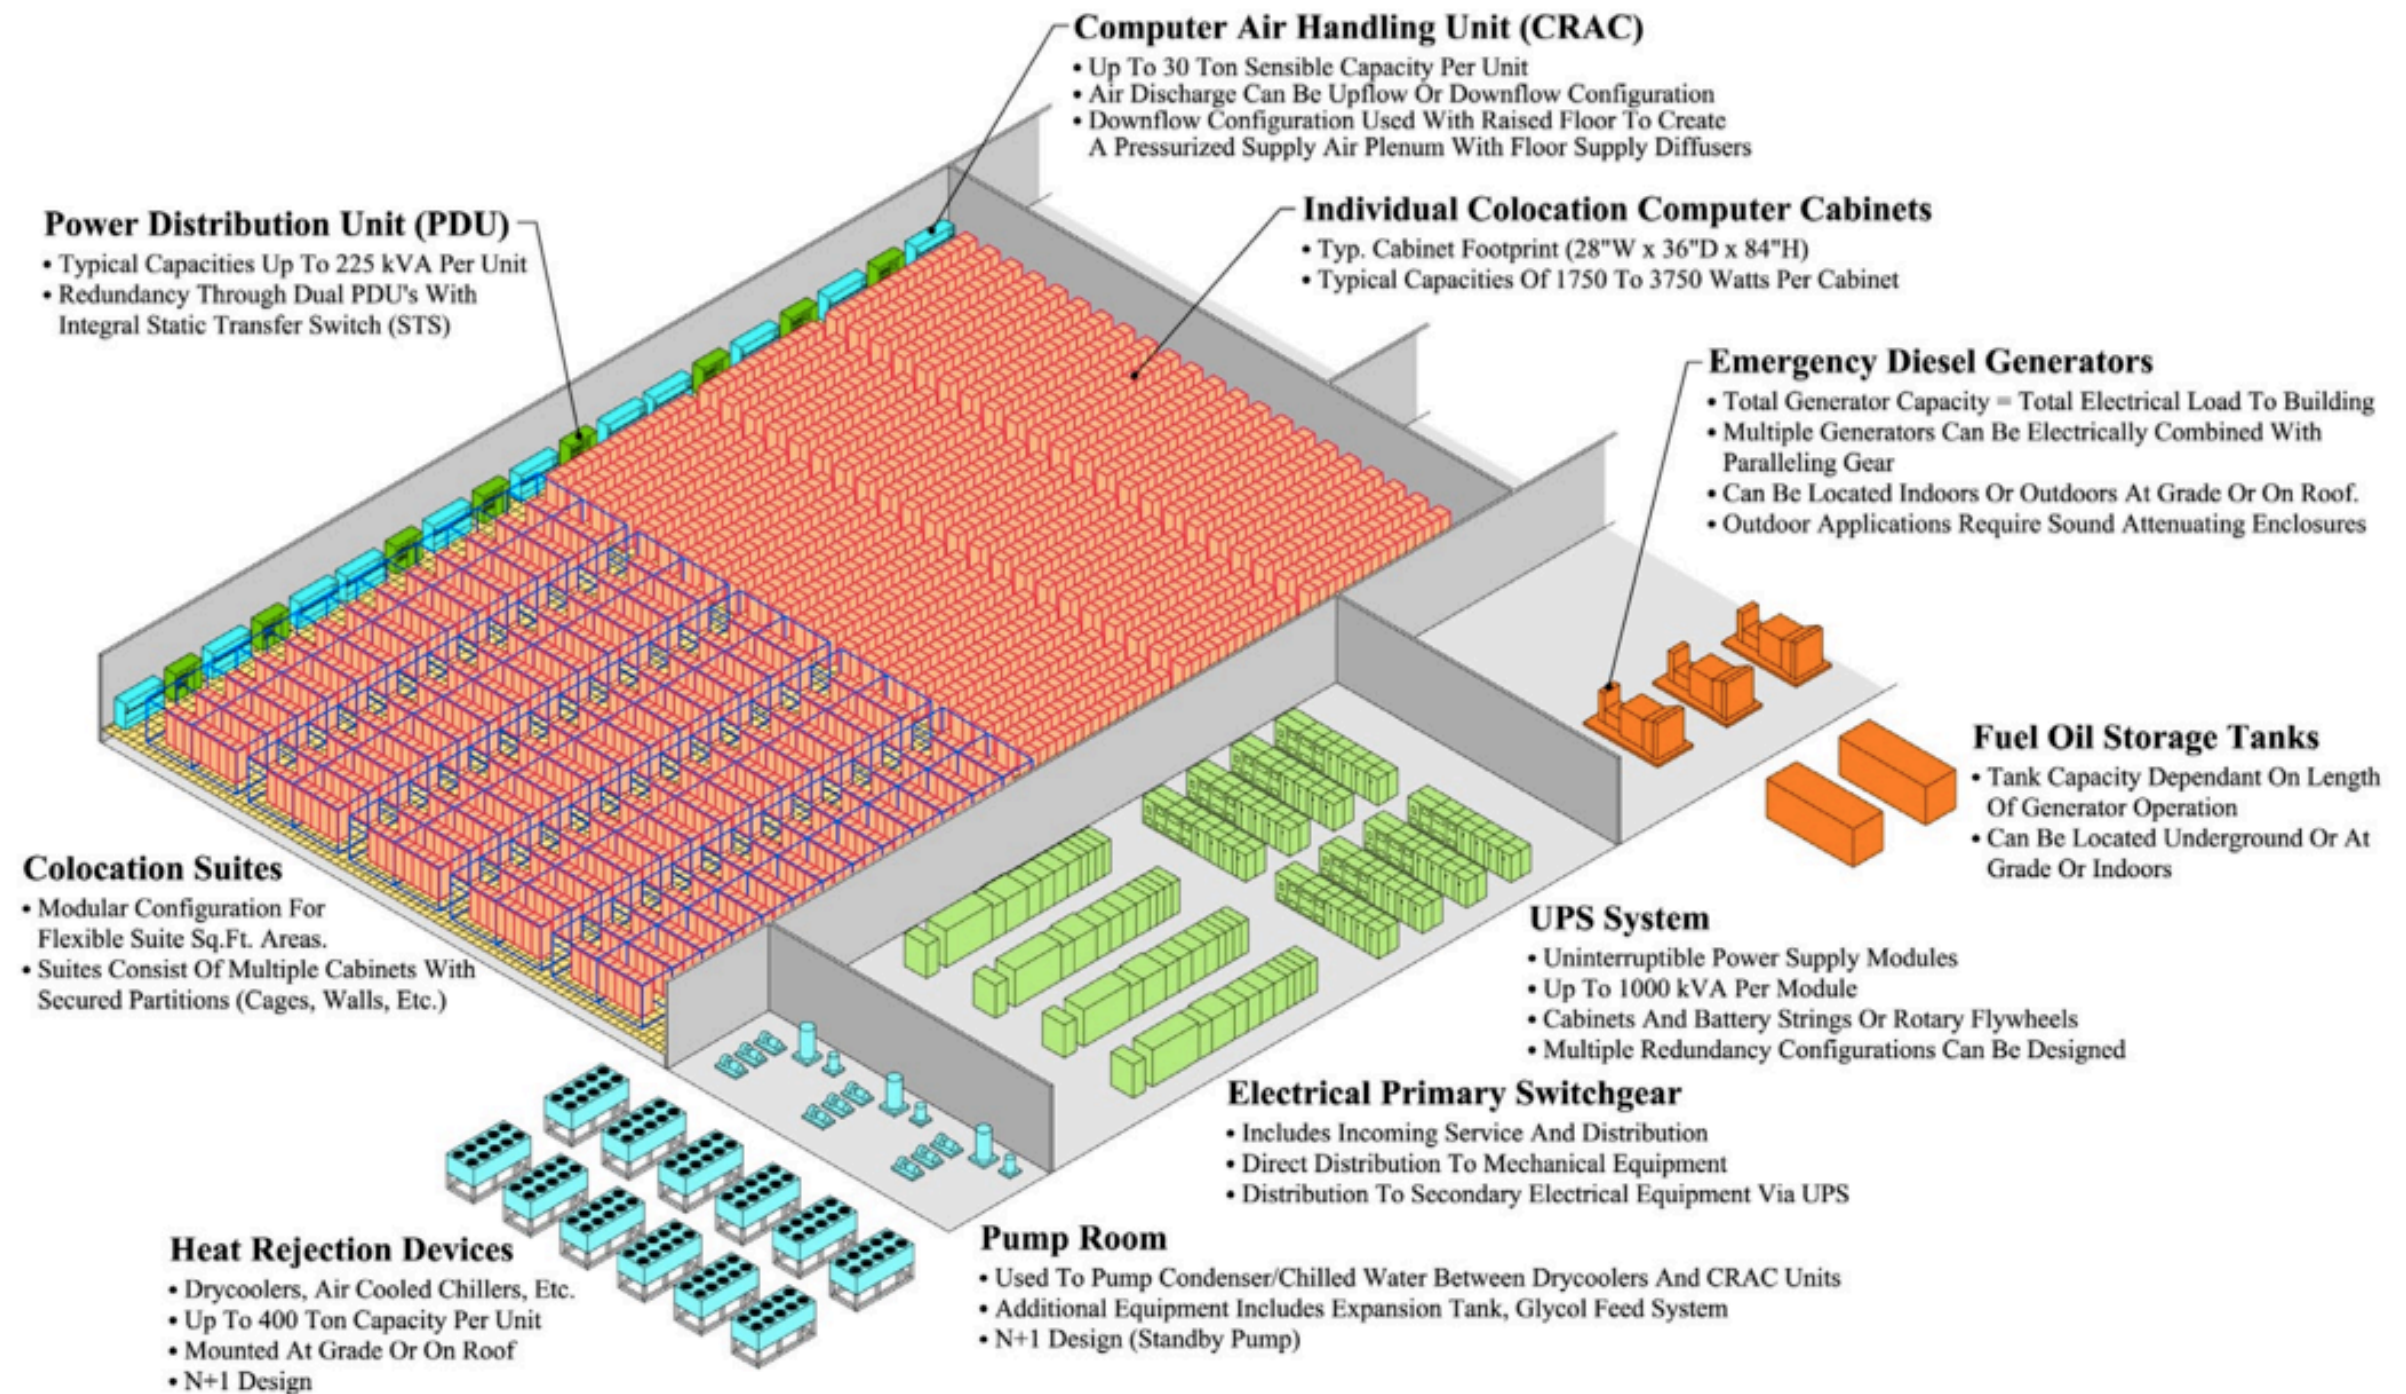 Computer Air Handling Unit (CRAC)
• Up To 30 Ton Sensible Capacity Per Unit
• Air Discharge Can Be Upflow Or Downflow Configuration
• Downflow Configuration Used With Raised Floor To Create
A Pressurized Supply Air Plenum With Floor Supply Diffusers
Power Distribution Unit (PDU)
• Typical Capacities Up To 225 kVA Per Unit
• Redundancy Through Dual PDU's With
Integral Static Transfer Switch (STS)
Individual Colocation Computer Cabinets
• Typ. Cabinet Footprint (28"W x 36"D x 84"H)
• Typical Capacities Of 1750 To 3750 Watts Per Cabinet
Emergency Diesel Generators
• Total Generator Capacity = Total Electrical Load To Building
• Multiple Generators Can Be Electrically Combined With
Paralleling Gear
• Can Be Located Indoors Or Outdoors At Grade Or On Roof.
• Outdoor Applications Require Sound Attenuating Enclosures
Fuel Oil Storage Tanks
• Tank Capacity Dependant On Length
Of Generator Operation
• Can Be Located Underground Or At
Grade Or Indoors
Colocation Suites
• Modular Configuration For
Flexible Suite Sq.Ft. Areas.
• Suites Consist Of Multiple Cabinets With
Secured Partitions (Cages, Walls, Etc.)
UPS System
• Uninterruptible Power Supply Modules
• Up To 1000 kVA Per Module
• Cabinets And Battery Strings Or Rotary Flywheels
• Multiple Redundancy Configurations Can Be Designed
Electrical Primary Switchgear
• Includes Incoming Service And Distribution
• Direct Distribution To Mechanical Equipment
• Distribution To Secondary Electrical Equipment Via UPS
Pump Room
• Used To Pump Condenser/Chilled Water Between Drycoolers And CRAC Units
• Additional Equipment Includes Expansion Tank, Glycol Feed System
• N+1 Design (Standby Pump)
Heat Rejection Devices
• Drycoolers, Air Cooled Chillers, Etc.
• Up To 400 Ton Capacity Per Unit
• Mounted At Grade Or On Roof
• N+1 Design